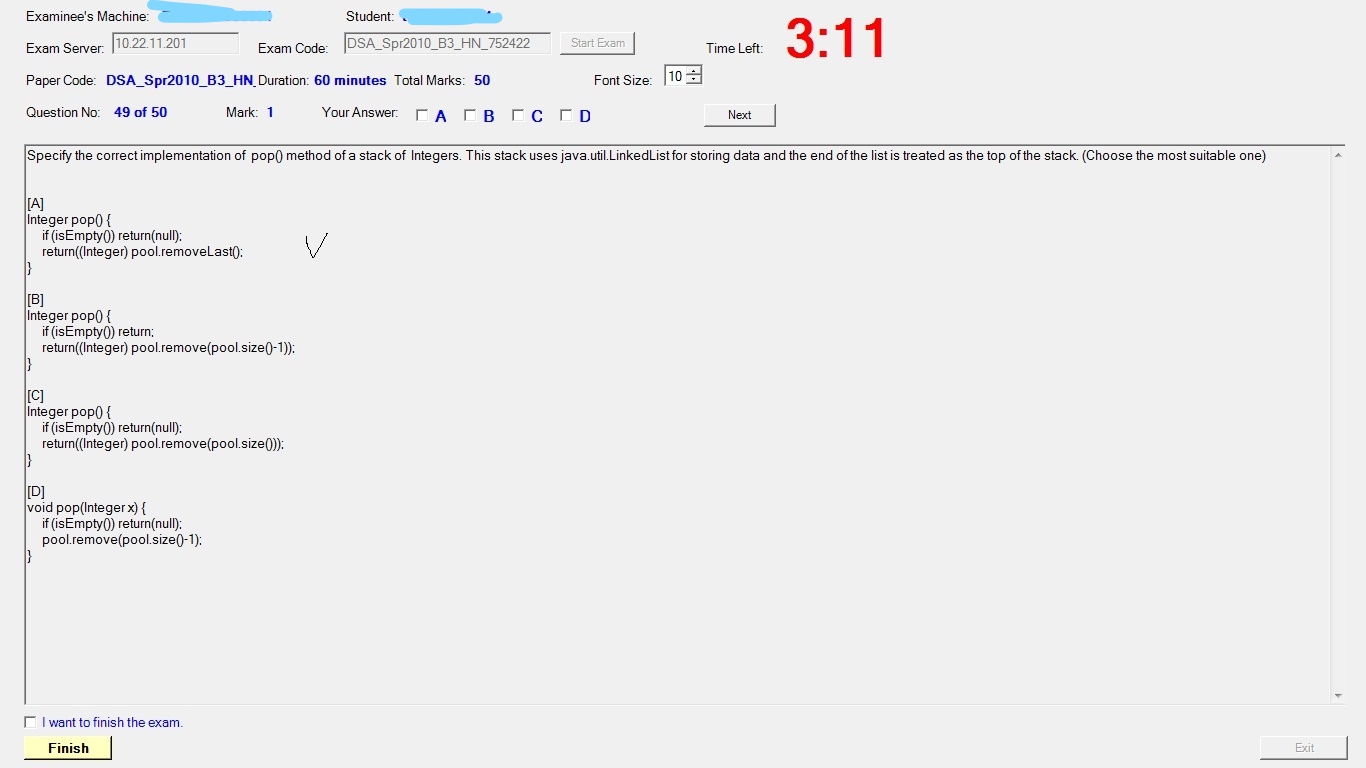 Examinee's Machine: Student:
Exam Server: 10.22.11.201 Exam Code: DSA_Spr2010_B3_HN_752422 Start Exam Time Left: 3:11
Paper Code: DSA_Spr2010_B3_HN_ Duration: 60 minutes Total Marks: 50 Font Size: 10
Question No: 49 of 50 Mark: 1 Your Answer: A B C D Next
Specify the correct implementation of pop() method of a stack of Integers. This stack uses java.util.LinkedList for storing data and the end of the list is treated as the top of the stack. (Choose the most suitable one)
[A]
Integer pop() {
if (isEmpty()) return(null);
return((Integer) pool.removeLast();
}
[B]
Integer pop() {
if (isEmpty()) return;
return((Integer) pool.remove(pool.size()-1));
}
[C]
Integer pop() {
if (isEmpty()) return(null);
return((Integer) pool.remove(pool.size()));
}
[D]
void pop(Integer x) {
if (isEmpty()) return(null);
pool.remove(pool.size()-1);
}
I want to finish the exam.
Finish Exit